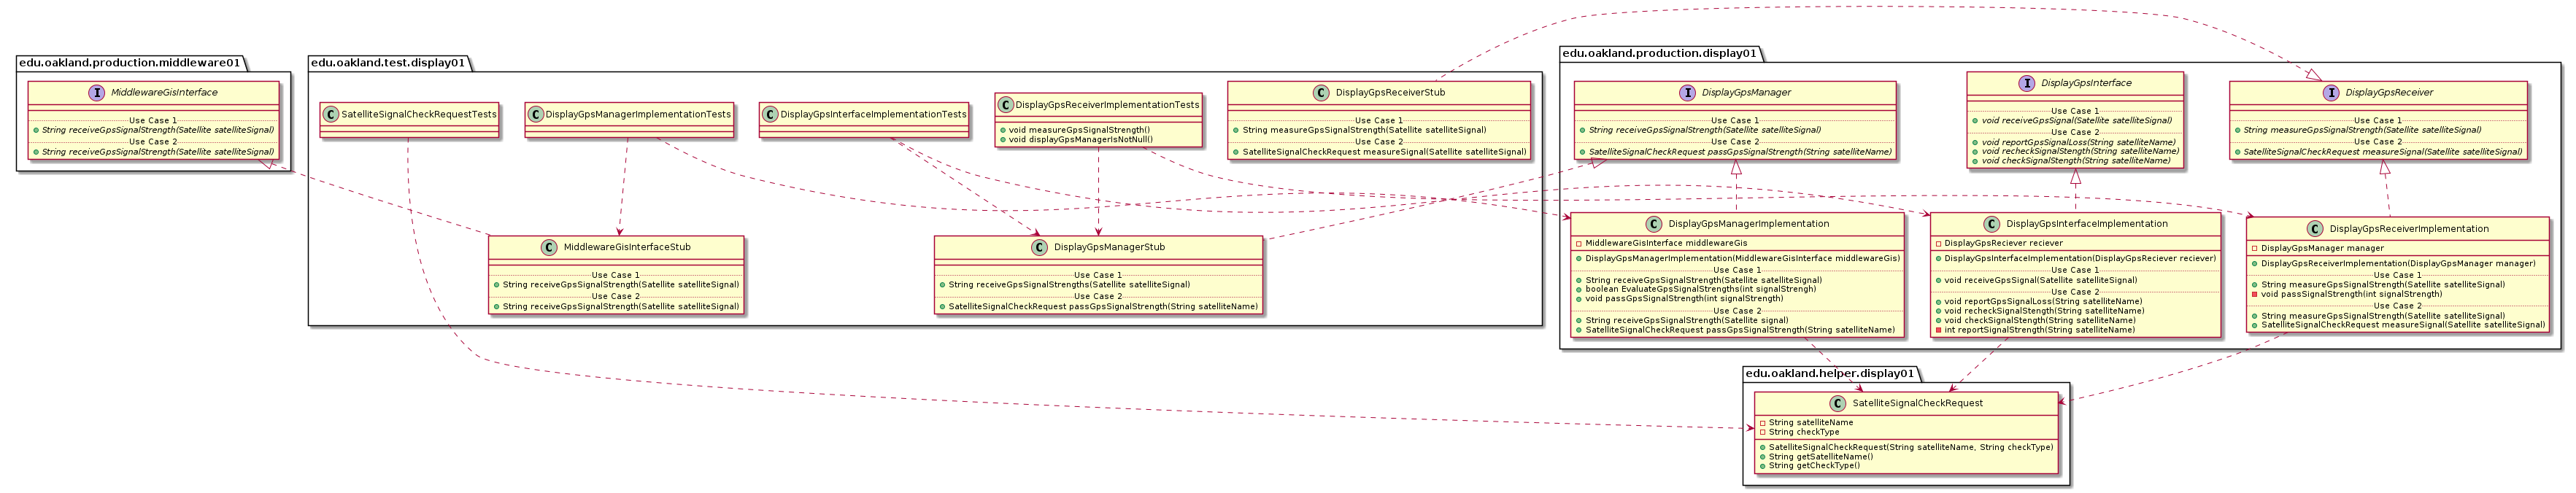 edu.oakland.production.middleware01
I MiddlewareGisInterface
Use Case 1
String receiveGpsSignalStrength(Satellite satelliteSignal)
Use Case 2
String receiveGpsSignalStrength(Satellite satelliteSignal)
edu.oakland.test.display01
C SatelliteSignalCheckRequestTests
C DisplayGpsManagerImplementationTests
C DisplayGpsInterfaceImplementationTests
C DisplayGpsReceiverImplementationTests
void measureGpsSignalStrength()
void displayGpsManagerIsNotNull()
C DisplayGpsReceiverStub
Use Case 1
String measureGpsSignalStrength(Satellite satelliteSignal)
Use Case 2
SatelliteSignalCheckRequest measureSignal(Satellite satelliteSignal)
C MiddlewareGisInterfaceStub
Use Case 1
String receiveGpsSignalStrength(Satellite satelliteSignal)
Use Case 2
String receiveGpsSignalStrength(Satellite satelliteSignal)
C DisplayGpsManagerStub
Use Case 1
String receiveGpsSignalStrengths(Satellite satelliteSignal)
Use Case 2
SatelliteSignalCheckRequest passGpsSignalStrength(String satelliteName)
edu.oakland.production.display01
I DisplayGpsManager
Use Case 1
String receiveGpsSignalStrength(Satellite satelliteSignal)
Use Case 2
SatelliteSignalCheckRequest passGpsSignalStrength(String satelliteName)
I DisplayGpsInterface
Use Case 1
void receiveGpsSignal(Satellite satelliteSignal)
Use Case 2
void reportGpsSignalLoss(String satelliteName)
void recheckSignalStength(String satelliteName)
void checkSignalStength(String satelliteName)
I DisplayGpsReceiver
Use Case 1
String measureGpsSignalStrength(Satellite satelliteSignal)
Use Case 2
SatelliteSignalCheckRequest measureSignal(Satellite satelliteSignal)
C DisplayGpsManagerImplementation
MiddlewareGisInterface middlewareGis
DisplayGpsManagerImplementation(MiddlewareGisInterface middlewareGis)
Use Case 1
String receiveGpsSignalStrength(Satellite satelliteSignal)
boolean EvaluateGpsSignalStrengths(int signalStrengh)
void passGpsSignalStrength(int signalStrength)
Use Case 2
String receiveGpsSignalStrength(Satellite signal)
SatelliteSignalCheckRequest passGpsSignalStrength(String satelliteName)
C DisplayGpsInterfaceImplementation
DisplayGpsReciever reciever
DisplayGpsInterfaceImplementation(DisplayGpsReciever reciever)
Use Case 1
void receiveGpsSignal(Satellite satelliteSignal)
Use Case 2
void reportGpsSignalLoss(String satelliteName)
void recheckSignalStength(String satelliteName)
void checkSignalStength(String satelliteName)
int reportSignalStrength(String satelliteName)
C DisplayGpsReceiverImplementation
DisplayGpsManager manager
DisplayGpsReceiverImplementation(DisplayGpsManager manager)
Use Case 1
String measureGpsSignalStrength(Satellite satelliteSignal)
void passSignalStrength(int signalStrength)
Use Case 2
String measureGpsSignalStrength(Satellite satelliteSignal)
SatelliteSignalCheckRequest measureSignal(Satellite satelliteSignal)
edu.oakland.helper.display01
C SatelliteSignalCheckRequest
String satelliteName
String checkType
SatelliteSignalCheckRequest(String satelliteName, String checkType)
String getSatelliteName()
String getCheckType()